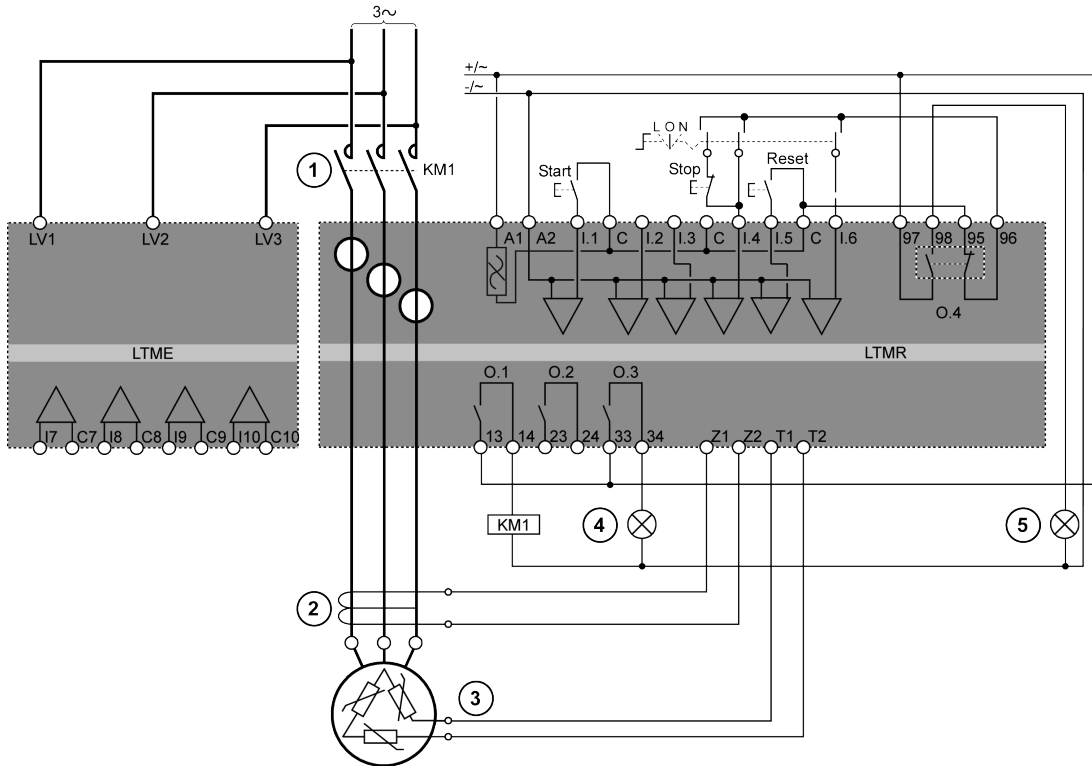 3~
+/~
-/~
L O N
Start
Stop
Reset
1
KM1
LV1 LV2 LV3
A1 A2 I.1 C I.2 I.3 C I.4 I.5 C I.6 97 98 95 96
O.4
LTME
LTMR
O.1 O.2 O.3
I7 C7 I8 C8 I9 C9 I10 C10
13 14 23 24 33 34 Z1 Z2 T1 T2
KM1
4
5
2
3